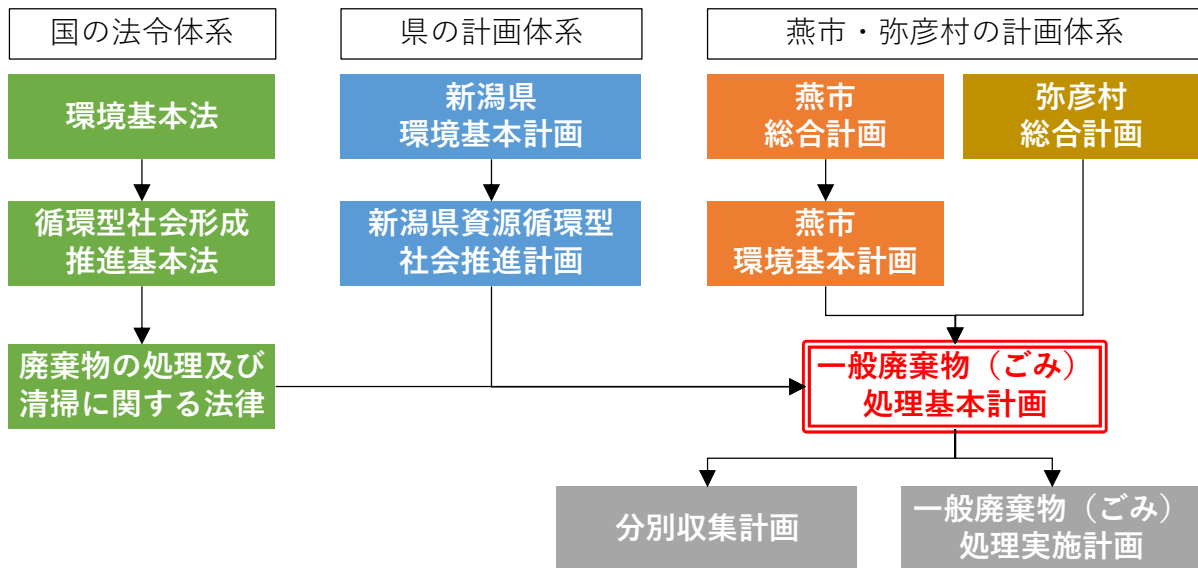 国の法令体系
県の計画体系
燕市・弥彦村の計画体系
環境基本法
新潟県
環境基本計画
燕市
総合計画
弥彦村
総合計画
循環型社会形成
推進基本法
新潟県資源循環型
社会推進計画
燕市
環境基本計画
廃棄物の処理及び
清掃に関する法律
一般廃棄物（ごみ）
処理基本計画
分別収集計画
一般廃棄物（ごみ）
処理実施計画